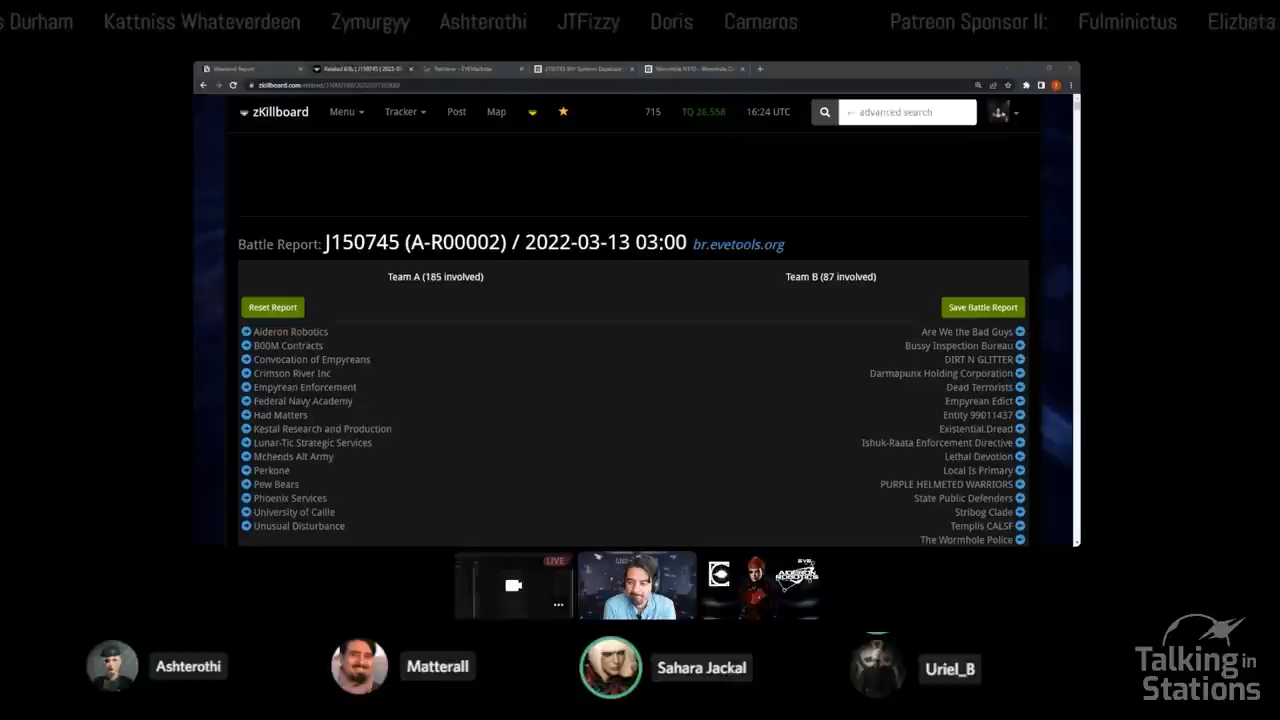 s Durham Kattniss Whateverdeen Zymurgyy Ashterothi JTFizzy Doris Cameros Patreon Sponsor II: Fulminictus Elizbeta
Weekend Report
zKillboard Menu Tracker Post Map 715 TQ 26,558 16:24 UTC advanced search
Battle Report: J150745 (A-R00002) / 2022-03-13 03:00 br.evetools.org
Team A (185 involved) Team B (87 involved)
Reset Report Save Battle Report
Aideron Robotics Are We the Bad Guys
B00M Contracts Bussy Inspection Bureau
Convocation of Empyreans DIRT N GLITTER
Crimson River Inc Darmapunx Holding Corporation
Empyrean Enforcement Dead Terrorists
Federal Navy Academy Empyrean Edict
Had Matters Entity 99011437
Kestal Research and Production Existential.Dread
Lunar-Tic Strategic Services Ishuk-Raata Enforcement Directive
Mchends Alt Army Lethal Devotion
Perkone Local Is Primary
Pew Bears PURPLE HELMETED WARRIORS
Phoenix Services State Public Defenders
University of Caille Stribog Clade
Unusual Disturbance Templis CALSF
The Wormhole Police
LIVE
AIDERON ROBOTICS
Ashterothi Matterall Sahara Jackal Uriel_B
Talking in Stations